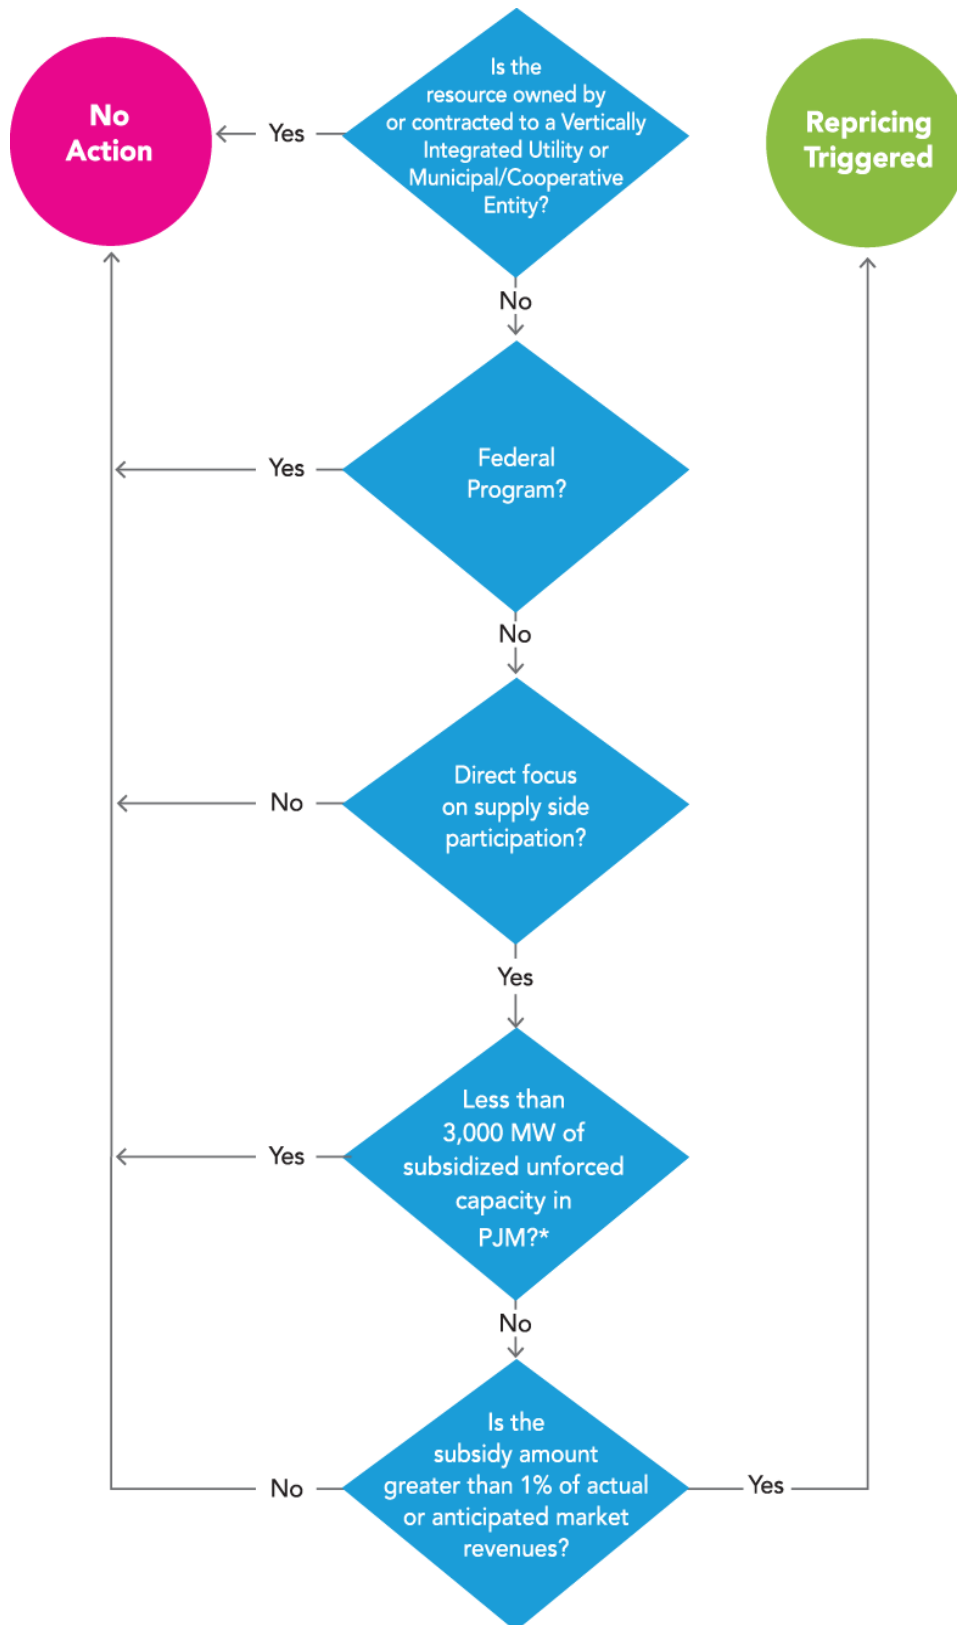 No
Action
Is the
resource owned by
or contracted to a Vertically
Integrated Utility or
Municipal/Cooperative
Entity?
Repricing
Triggered
Yes
No
Federal
Program?
Yes
No
Direct focus
on supply side
participation?
No
Yes
Less than
3,000 MW of
subsidized unforced
capacity in
PJM?*
Yes
No
Is the
subsidy amount
greater than 1% of actual
or anticipated market
revenues?
No
Yes